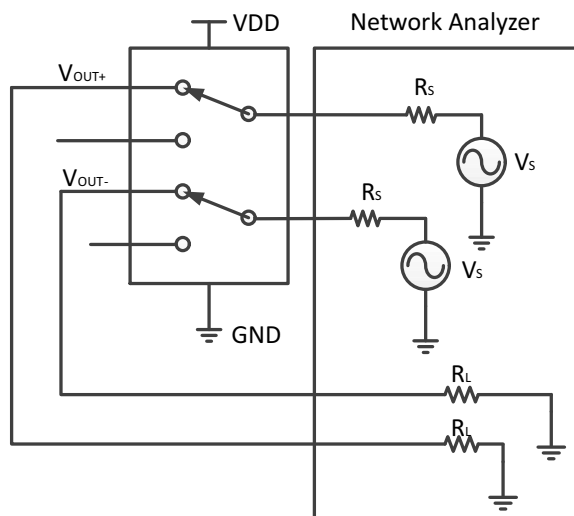 Network Analyzer
VDD
VOUT+
RS
VS
VOUT-
RS
VS
GND
RL
RL